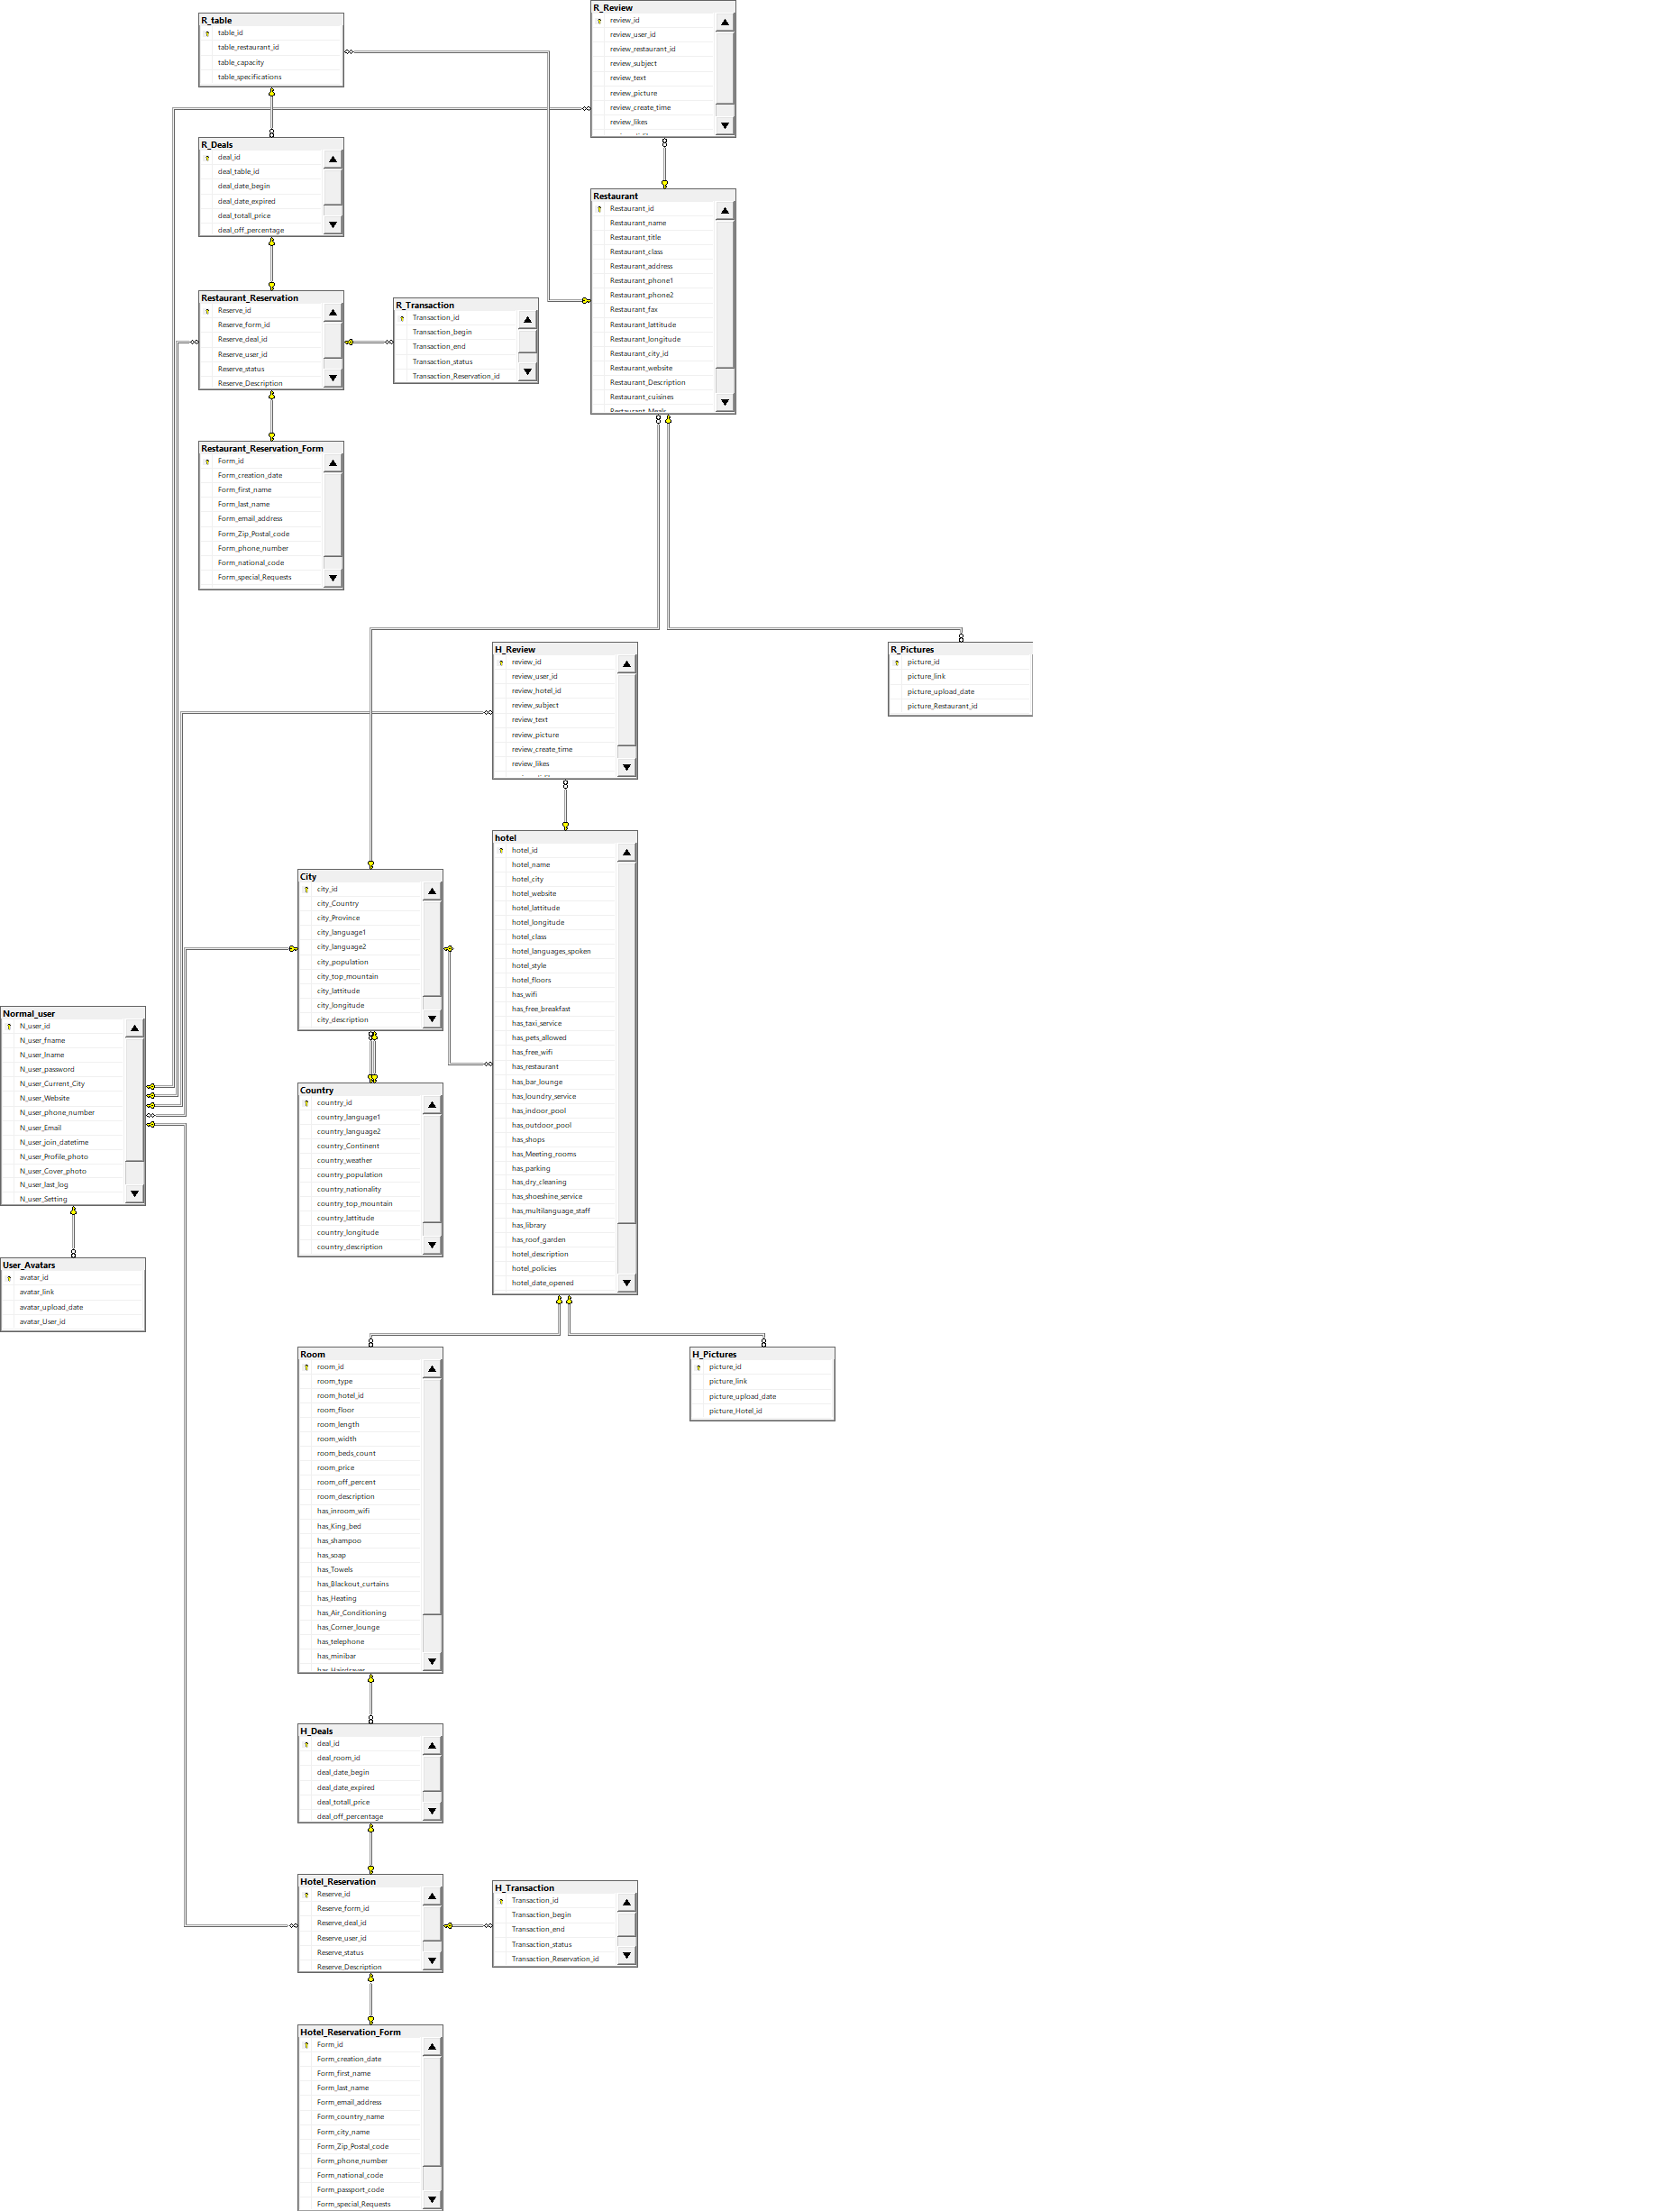 R_table
table_id
table_restaurant_id
table_capacity
table_specifications
R_Review
review_id
review_user_id
review_restaurant_id
review_subject
review_text
review_picture
review_create_time
review_likes
R_Deals
deal_id
deal_table_id
deal_date_begin
deal_date_expired
deal_totall_price
deal_off_percentage
Restaurant
Restaurant_id
Restaurant_name
Restaurant_title
Restaurant_class
Restaurant_address
Restaurant_phone1
Restaurant_phone2
Restaurant_fax
Restaurant_lattitude
Restaurant_longitude
Restaurant_city_id
Restaurant_website
Restaurant_Description
Restaurant_cuisines
Restaurant_Meals
Restaurant_Reservation
Reserve_id
Reserve_form_id
Reserve_deal_id
Reserve_user_id
Reserve_status
Reserve_Description
R_Transaction
Transaction_id
Transaction_begin
Transaction_end
Transaction_status
Transaction_Reservation_id
Restaurant_Reservation_Form
Form_id
Form_creation_date
Form_first_name
Form_last_name
Form_email_address
Form_Zip_Postal_code
Form_phone_number
Form_national_code
Form_special_Requests
H_Review
review_id
review_user_id
review_hotel_id
review_subject
review_text
review_picture
review_create_time
review_likes
R_Pictures
picture_id
picture_link
picture_upload_date
picture_Restaurant_id
hotel
hotel_id
hotel_name
hotel_city
hotel_website
hotel_lattitude
hotel_longitude
hotel_class
hotel_languages_spoken
hotel_style
hotel_floors
has_wifi
has_free_breakfast
has_taxi_service
has_pets_allowed
has_free_wifi
has_restaurant
has_bar_lounge
has_loundry_service
has_indoor_pool
has_outdoor_pool
has_shops
has_Meeting_rooms
has_parking
has_dry_cleaning
has_shoeshine_service
has_multilanguage_staff
has_library
has_roof_garden
hotel_description
hotel_policies
hotel_date_opened
City
city_id
city_Country
city_Province
city_language1
city_language2
city_population
city_top_mountain
city_lattitude
city_longitude
city_description
Normal_user
N_user_id
N_user_fname
N_user_lname
N_user_password
N_user_Current_City
N_user_Website
N_user_phone_number
N_user_Email
N_user_join_datetime
N_user_Profile_photo
N_user_Cover_photo
N_user_last_log
N_user_Setting
Country
country_id
country_language1
country_language2
country_Continent
country_weather
country_population
country_nationality
country_top_mountain
country_lattitude
country_longitude
country_description
User_Avatars
avatar_id
avatar_link
avatar_upload_date
avatar_User_id
Room
room_id
room_type
room_hotel_id
room_floor
room_length
room_width
room_beds_count
room_price
room_off_percent
room_description
has_inroom_wifi
has_King_bed
has_shampoo
has_soap
has_Towels
has_Blackout_curtains
has_Heating
has_Air_Conditioning
has_Corner_lounge
has_telephone
has_minibar
H_Pictures
picture_id
picture_link
picture_upload_date
picture_Hotel_id
H_Deals
deal_id
deal_room_id
deal_date_begin
deal_date_expired
deal_totall_price
deal_off_percentage
Hotel_Reservation
Reserve_id
Reserve_form_id
Reserve_deal_id
Reserve_user_id
Reserve_status
Reserve_Description
H_Transaction
Transaction_id
Transaction_begin
Transaction_end
Transaction_status
Transaction_Reservation_id
Hotel_Reservation_Form
Form_id
Form_creation_date
Form_first_name
Form_last_name
Form_email_address
Form_country_name
Form_city_name
Form_Zip_Postal_code
Form_phone_number
Form_national_code
Form_passport_code
Form_special_Requests